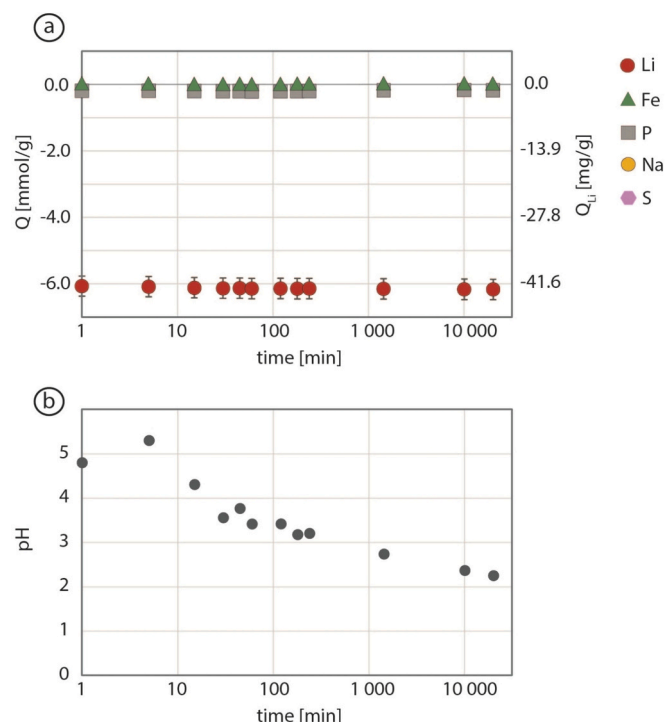 a
0.0
-2.0
-4.0
-6.0
Q [mmol/g]
0.0
-13.9
-27.8
-41.6
Q Li [mg/g]
1
10
100
1 000
10 000
time [min]
Li
Fe
P
Na
S
b
5
4
3
2
1
0
pH
1
10
100
1 000
10 000
time [min]